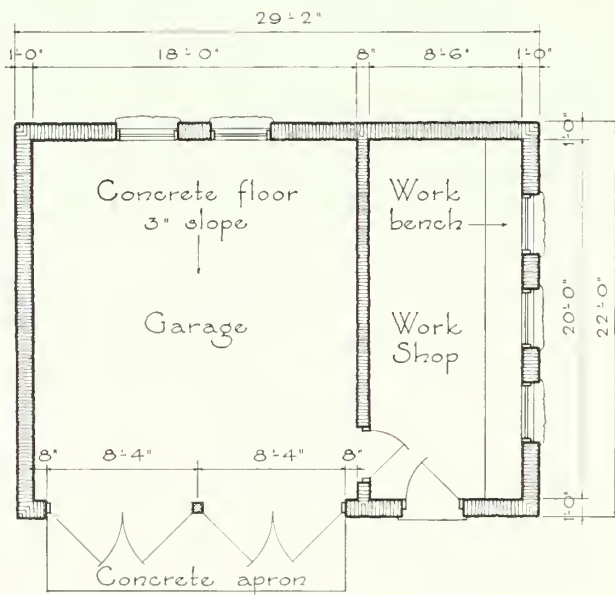 29'-2"
1'-0" 18'-0" 8" 8'-6" 1'-0"
1'-0"
Concrete floor
3" slope
Work
bench
Garage
Work
Shop
20'-0"
22'-0"
8" 8'-4" 8'-4" 8"
1'-0"
Concrete apron